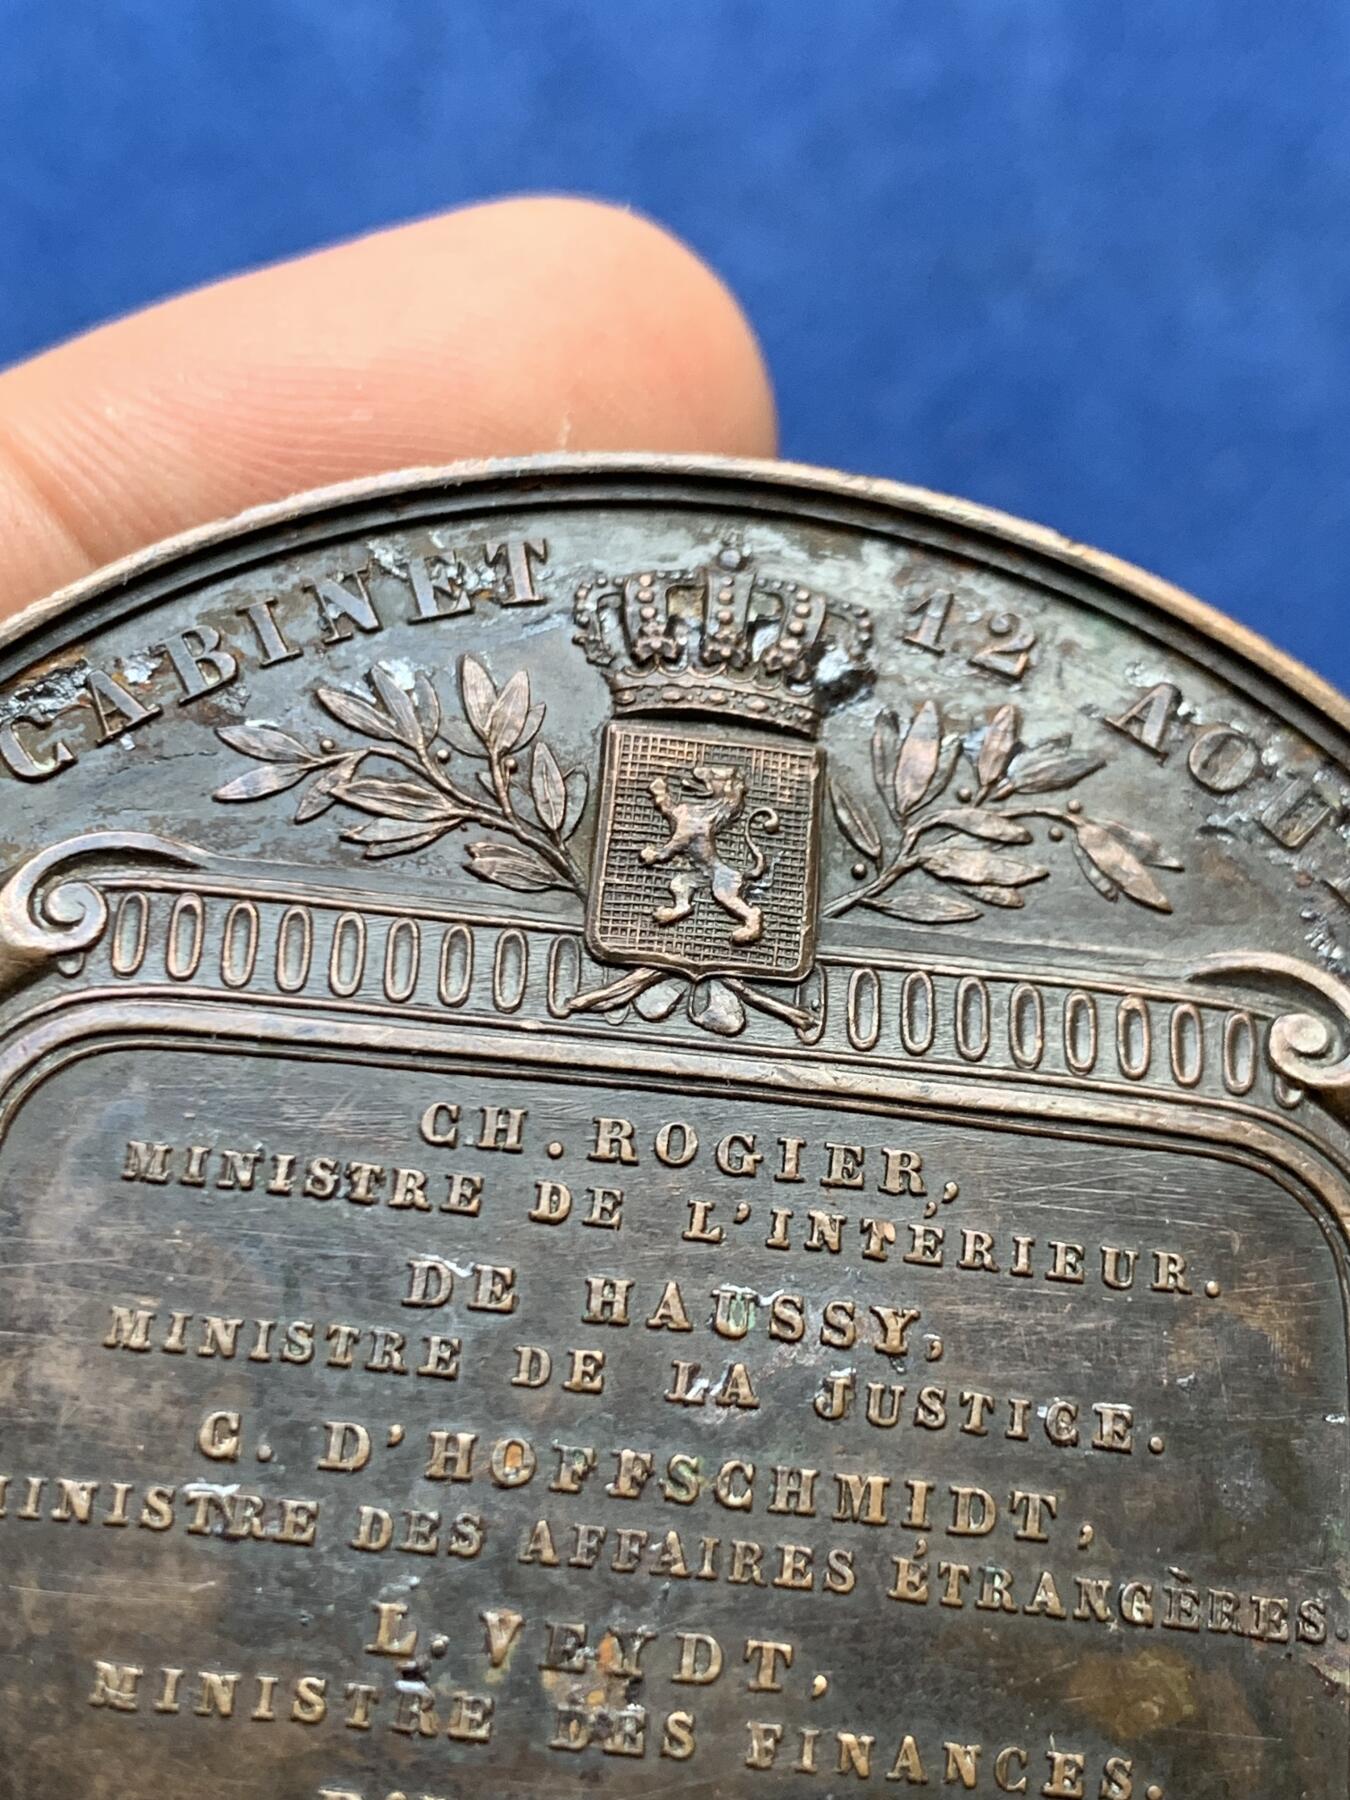 CABINET 12 AOUT
CH. ROGIER,
MINISTRE DE L'INTÉRIEUR.
DE HAUSSY,
MINISTRE DE LA JUSTICE.
C. D'HOFFSCHMIDT,
MINISTRE DES AFFAIRES ÉTRANGÈRES.
L. VEYDT,
MINISTRE DES FINANCES.